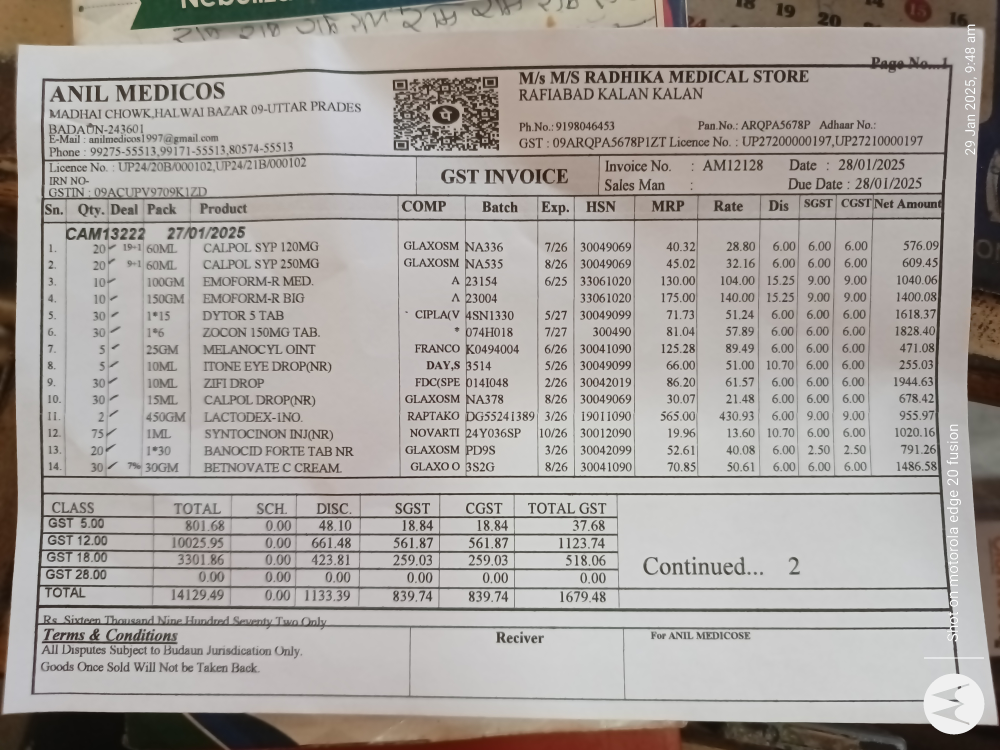 18 19 20 14 15 16
24
Page No...1
ANIL MEDICOS
MADHAI CHOWK,HALWAI BAZAR 09-UTTAR PRADES
BADAUN-243601
E-Mail : anilmedicos1997@gmail.com
Phone : 99275-55513,99171-55513,80574-55513
M/s M/S RADHIKA MEDICAL STORE
RAFIABAD KALAN KALAN
Ph.No.: 9198046453 Pan.No.: ARQPA5678P Adhaar No.:
GST : 09ARQPA5678P1ZT Licence No. : UP27200000197,UP27210000197
Licence No. : UP24/20B/000102,UP24/21B/000102
IRN NO-
GSTIN : 09ACUPV9709K1ZD
GST INVOICE
Invoice No. : AM12128 Date : 28/01/2025
Sales Man : Due Date : 28/01/2025
Sn. Qty. Deal Pack Product COMP Batch Exp. HSN MRP Rate Dis SGST CGST Net Amount
CAM13222 27/01/2025
1. 20 19+1 60ML CALPOL SYP 120MG GLAXOSM NA336 7/26 30049069 40.32 28.80 6.00 6.00 6.00 576.09
2. 20 9+1 60ML CALPOL SYP 250MG GLAXOSM NA535 8/26 30049069 45.02 32.16 6.00 6.00 6.00 609.45
3. 10 100GM EMOFORM-R MED. A 23154 6/25 33061020 130.00 104.00 15.25 9.00 9.00 1040.06
4. 10 150GM EMOFORM-R BIG A 23004 33061020 175.00 140.00 15.25 9.00 9.00 1400.08
5. 30 1*15 DYTOR 5 TAB CIPLA(V 4SN1330 5/27 30049099 71.73 51.24 6.00 6.00 6.00 1618.37
6. 30 1*6 ZOCON 150MG TAB. * 074H018 7/27 300490 81.04 57.89 6.00 6.00 6.00 1828.40
7. 5 25GM MELANOCYL OINT FRANCO K0494004 6/26 30041090 125.28 89.49 6.00 6.00 6.00 471.08
8. 5 10ML ITONE EYE DROP(NR) DAY,S 3514 5/26 30049099 66.00 51.00 10.70 6.00 6.00 255.03
9. 30 10ML ZIFI DROP FDC(SPE 014I048 2/26 30042019 86.20 61.57 6.00 6.00 6.00 1944.63
10. 30 15ML CALPOL DROP(NR) GLAXOSM NA378 8/26 30049069 30.07 21.48 6.00 6.00 6.00 678.42
11. 2 450GM LACTODEX-1NO. RAPTAKO DG55241389 3/26 19011090 565.00 430.93 6.00 9.00 9.00 955.97
12. 75 1ML SYNTOCINON INJ(NR) NOVARTI 24Y036SP 10/26 30012090 19.96 13.60 10.70 6.00 6.00 1020.16
13. 20 1*30 BANOCID FORTE TAB NR GLAXOSM PD9S 3/26 30042099 52.61 40.08 6.00 2.50 2.50 791.26
14. 30 7% 30GM BETNOVATE C CREAM. GLAXO O 3S2G 8/26 30041090 70.85 50.61 6.00 6.00 6.00 1486.58
CLASS TOTAL SCH. DISC. SGST CGST TOTAL GST
GST 5.00 801.68 0.00 48.10 18.84 18.84 37.68
GST 12.00 10025.95 0.00 661.48 561.87 561.87 1123.74
GST 18.00 3301.86 0.00 423.81 259.03 259.03 518.06
GST 28.00 0.00 0.00 0.00 0.00 0.00 0.00
TOTAL 14129.49 0.00 1133.39 839.74 839.74 1679.48
Continued... 2
Rs. Sixteen Thousand Nine Hundred Seventy Two Only
Terms & Conditions
All Disputes Subject to Budaun Jurisdication Only.
Goods Once Sold Will Not be Taken Back.
Reciver
For ANIL MEDICOSE
29 Jan 2025, 9:48 am
Shot on motorola edge 20 fusion